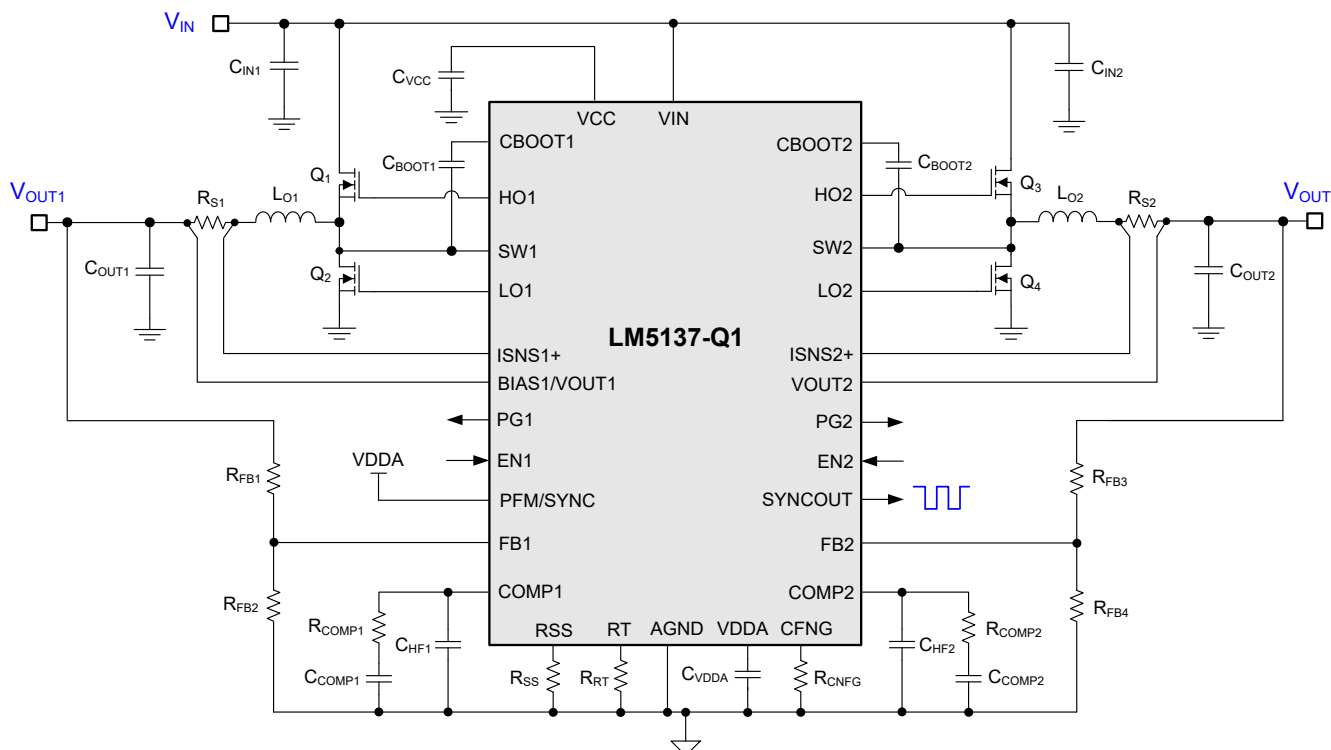 VIN
CIN1
CVCC
CIN2
VCC
VIN
CBOOT1
CBOOT2
CBOOT1
CBOOT2
Q1
HO1
HO2
Q3
VOUT1
RS1
LO1
LO2
RS2
VOUT
SW1
SW2
COUT1
Q2
LO1
LO2
Q4
COUT2
LM5137-Q1
ISNS1+
ISNS2+
BIAS1/VOUT1
VOUT2
PG1
PG2
VDDA
EN1
EN2
RFB1
RFB3
PFM/SYNC
SYNCOUT
FB1
FB2
COMP1
COMP2
RFB2
RFB4
RCOMP1
CHF1
RSS
RT
AGND
VDDA
CFNG
CHF2
RCOMP2
CCOMP1
RSS
RRT
CVDDA
RCNFG
CCOMP2